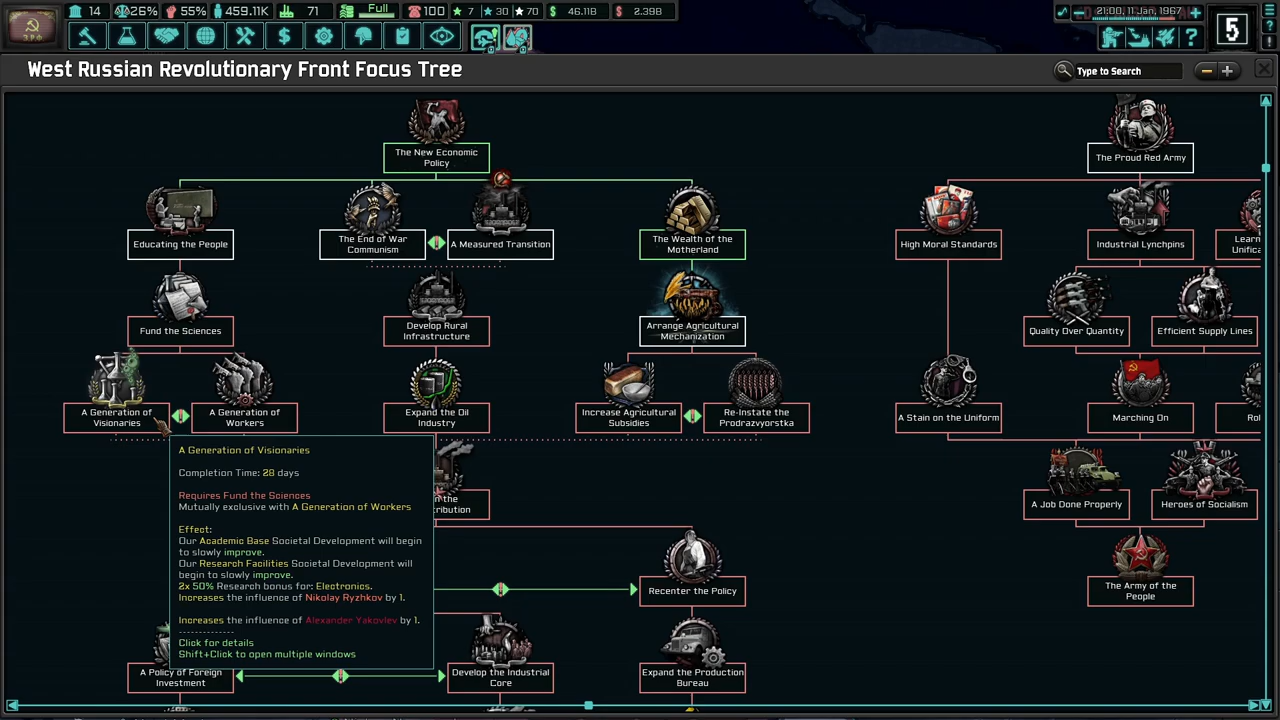 14 26% 55% 459.11K 71 Full 100 7 30 70 $ 46.11B $ 2.39B 21:00, 11 Jan, 1967
5
West Russian Revolutionary Front Focus Tree
Type to Search
The New Economic
Policy
The Proud Red Army
Educating the People
The End of War
Communism
A Measured Transition
The Wealth of the
Motherland
High Moral Standards
Industrial Lynchpins
Learn
Unifica
Fund the Sciences
Develop Rural
Infrastructure
Arrange Agricultural
Mechanization
Quality Over Quantity
Efficient Supply Lines
A Generation of
Visionaries
A Generation of
Workers
Expand the Oil
Industry
Increase Agricultural
Subsidies
Re-Instate the
Prodrazvyorstka
A Stain on the Uniform
Marching On
Rol
A Generation of Visionaries
Completion Time: 28 days
Requires Fund the Sciences
Mutually exclusive with A Generation of Workers
Effect:
Our Academic Base Societal Development will begin
to slowly improve.
Our Research Facilities Societal Development will
begin to slowly improve.
2x 50% Research bonus for: Electronics.
Increases the influence of Nikolay Ryzhkov by 1.
Increases the influence of Alexander Yakovlev by 1.
--------------
Click for details
Shift+Click to open multiple windows
n the
tribution
A Job Done Properly
Heroes of Socialism
Recenter the Policy
The Army of the
People
A Policy of Foreign
Investment
Develop the Industrial
Core
Expand the Production
Bureau